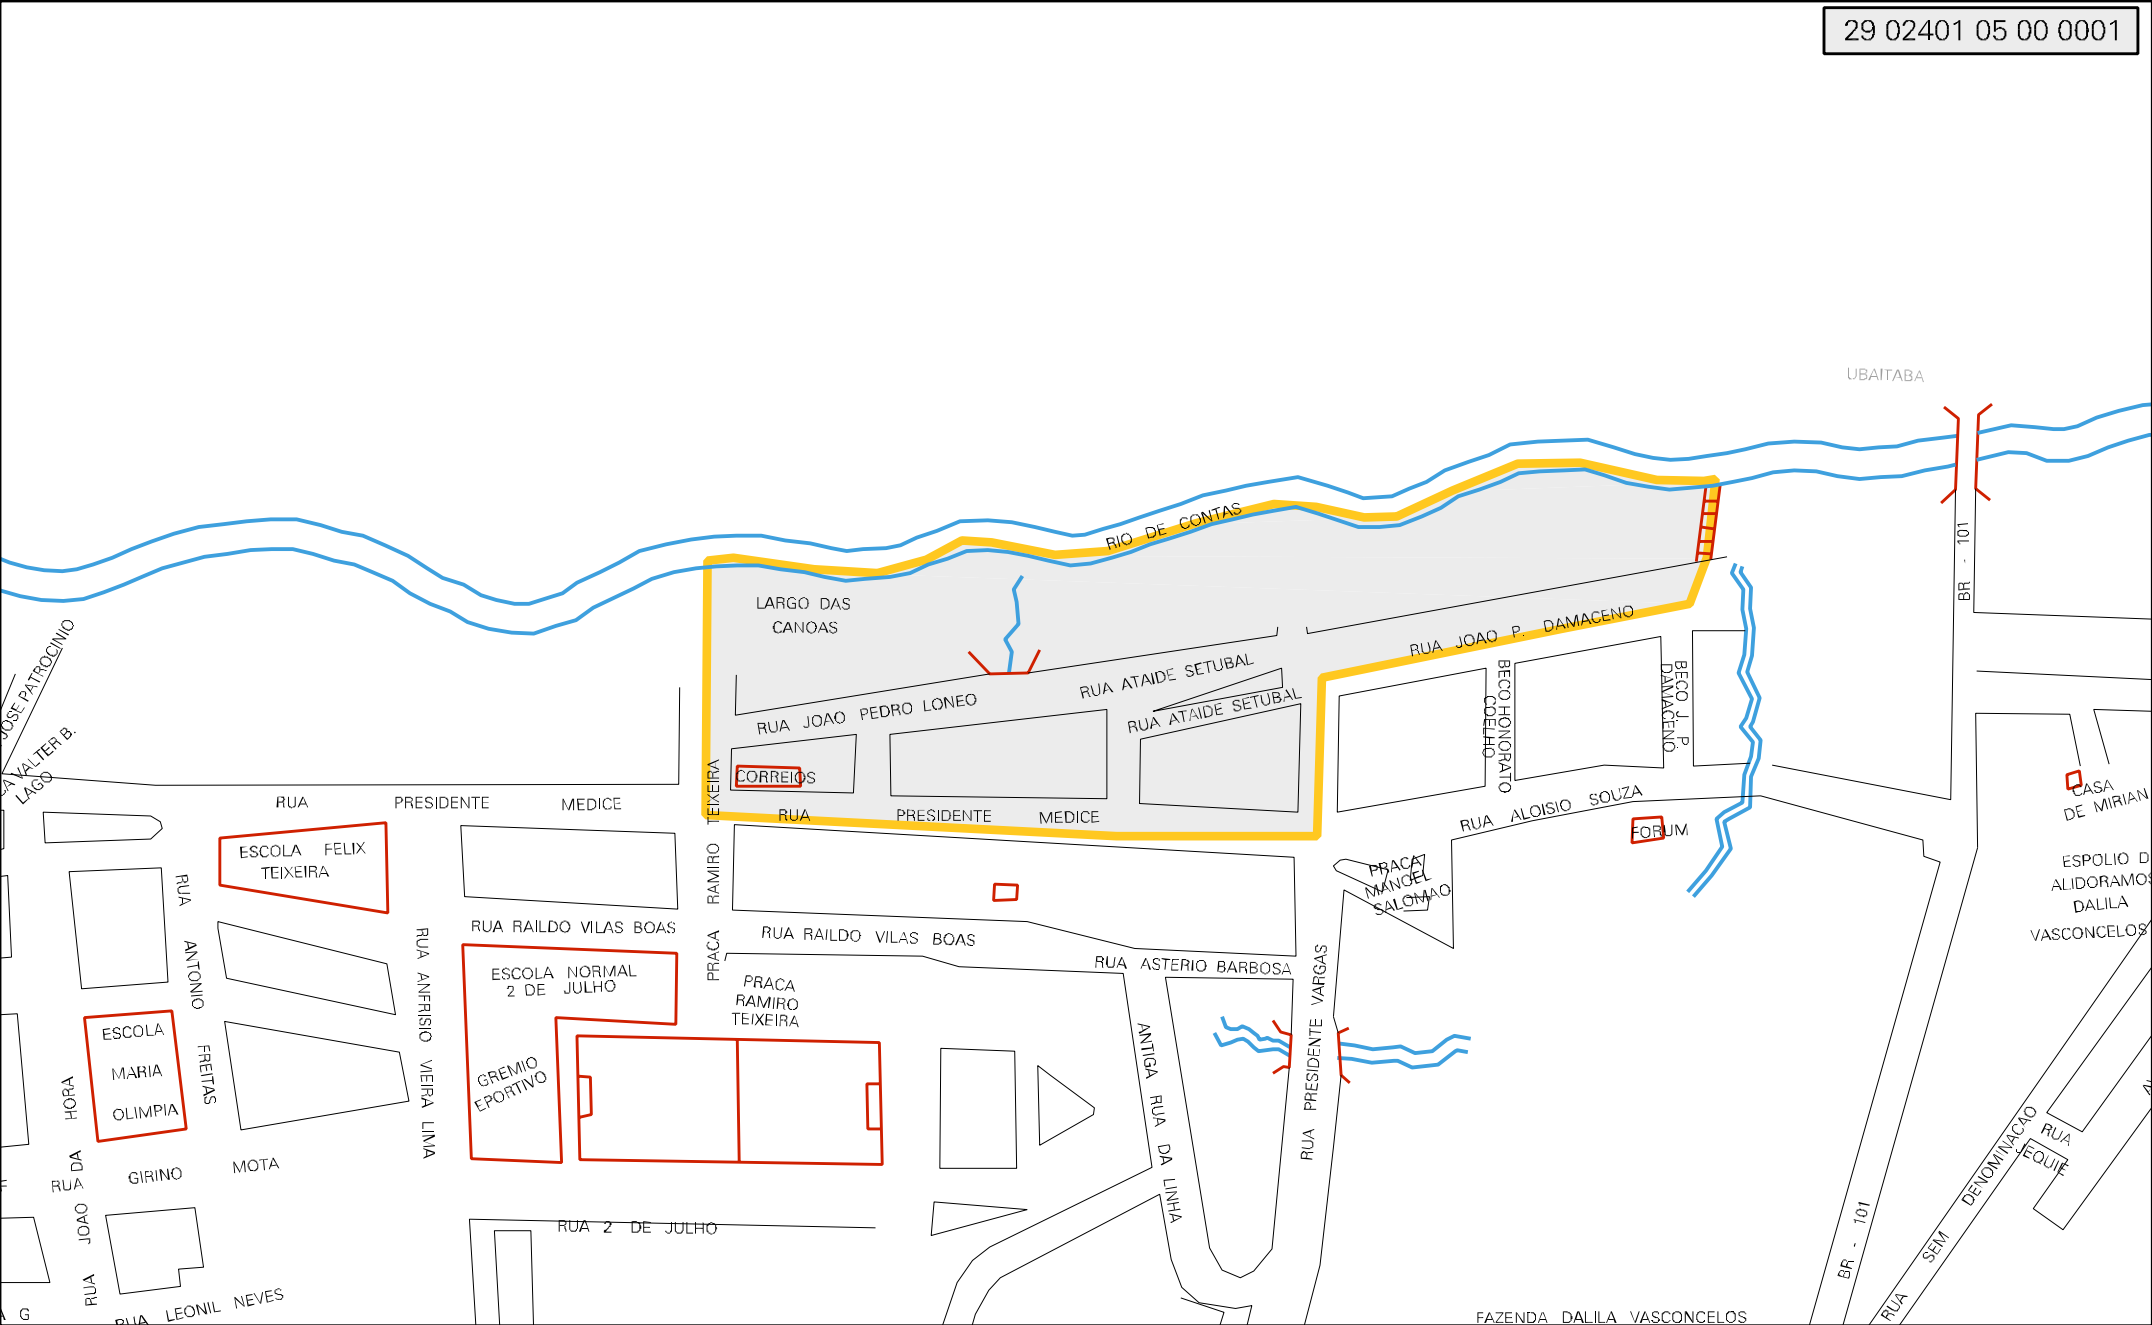 29 02401 05 00 0001
UBAITABA
RIO DE CONTAS
BR - 101
LARGO DAS
CANOAS
RUA JOAO P. DAMACENO
RUA ATAIDE SETUBAL
RUA ATAIDE SETUBAL
RUA JOAO PEDRO LONEO
JOSE PATROCINIO
VALTER B.
LAGO
BECO HONORATO
COELHO
BECO J. P.
DAMACENO
CORREIOS
RUA PRESIDENTE MEDICE
RUA PRESIDENTE MEDICE
RUA ALOISIO SOUZA
FORUM
CASA
DE MIRIAN
ESCOLA FELIX
TEIXEIRA
PRACA RAMIRO TEIXEIRA
PRACA
MANOEL
SALOMAO
ESPOLIO D
ALIDORAMOS
DALILA
VASCONCELOS
RUA ANTONIO FREITAS
RUA ANFRISIO VIEIRA LIMA
RUA RAILDO VILAS BOAS
RUA RAILDO VILAS BOAS
RUA ASTERIO BARBOSA
RUA PRESIDENTE VARGAS
ESCOLA NORMAL
2 DE JULHO
PRACA
RAMIRO
TEIXEIRA
ESCOLA
MARIA
OLIMPIA
GREMIO
EPORTIVO
ANTIGA RUA DA LINHA
RUA JOAO DA HORA
RUA GIRINO MOTA
RUA
JEQUIE
RUA SEM DENOMINACAO
RUA 2 DE JULHO
BR - 101
RUA LEONIL NEVES
G
FAZENDA DALILA VASCONCELOS